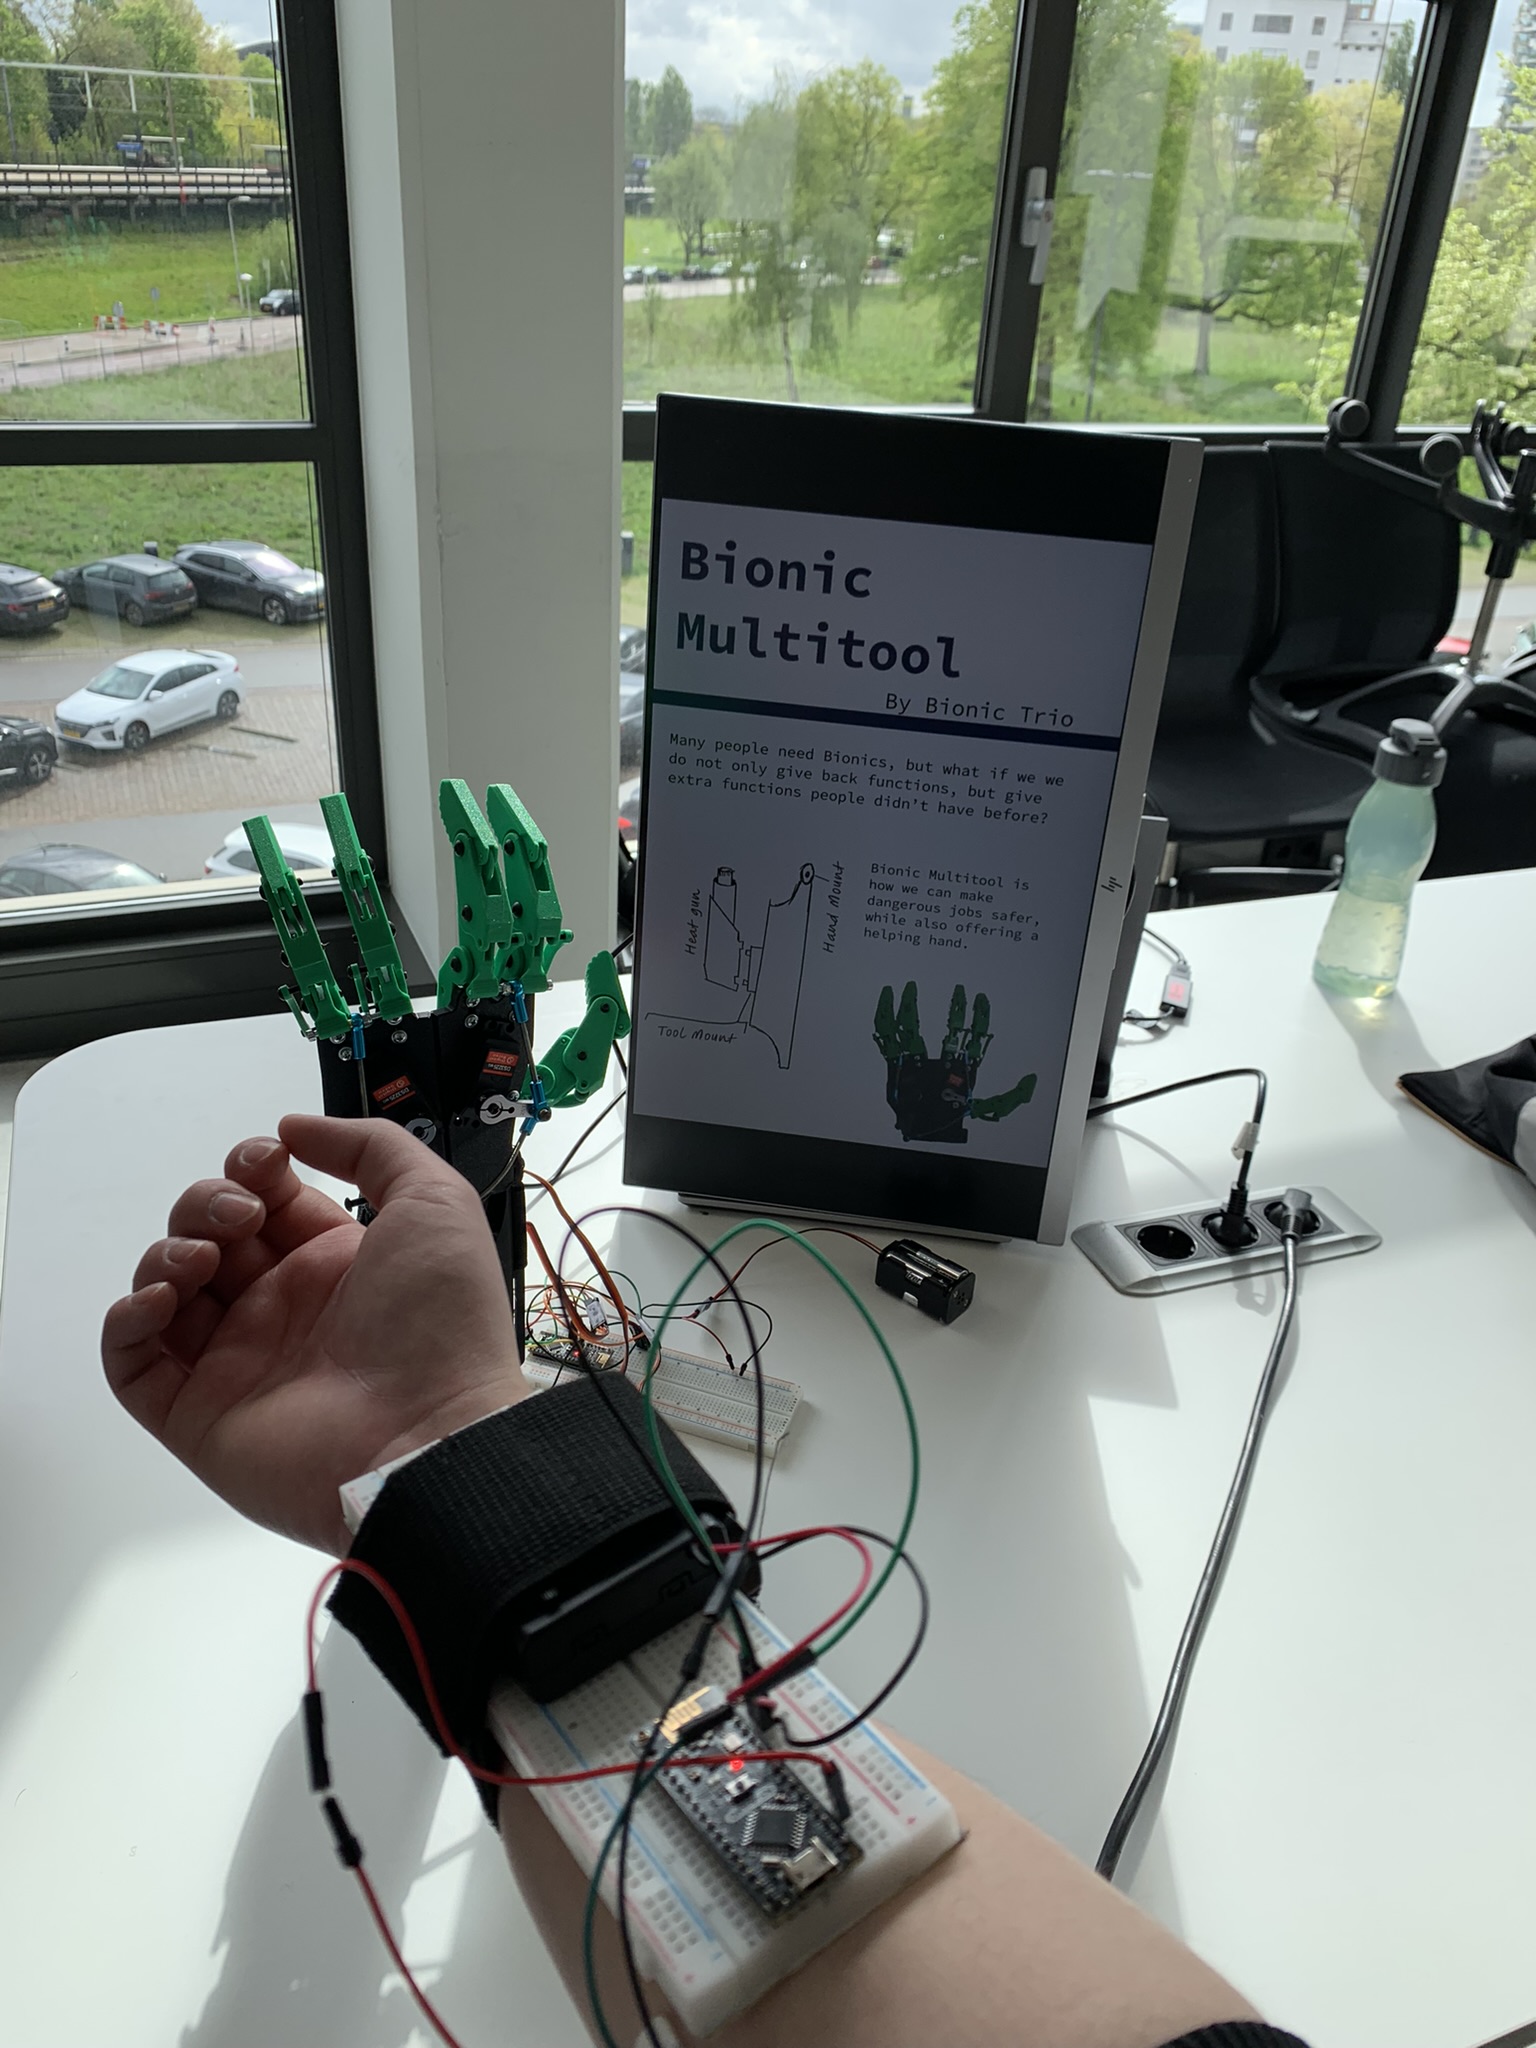 Bionic
Multitool
By Bionic Trio
Many people need Bionics, but what if we we
do not only give back functions, but give
extra functions people didn't have before?
Heat gun
Hand Mount
Tool Mount
Bionic Multitool is
how we can make
dangerous jobs safer,
while also offering a
helping hand.
hp